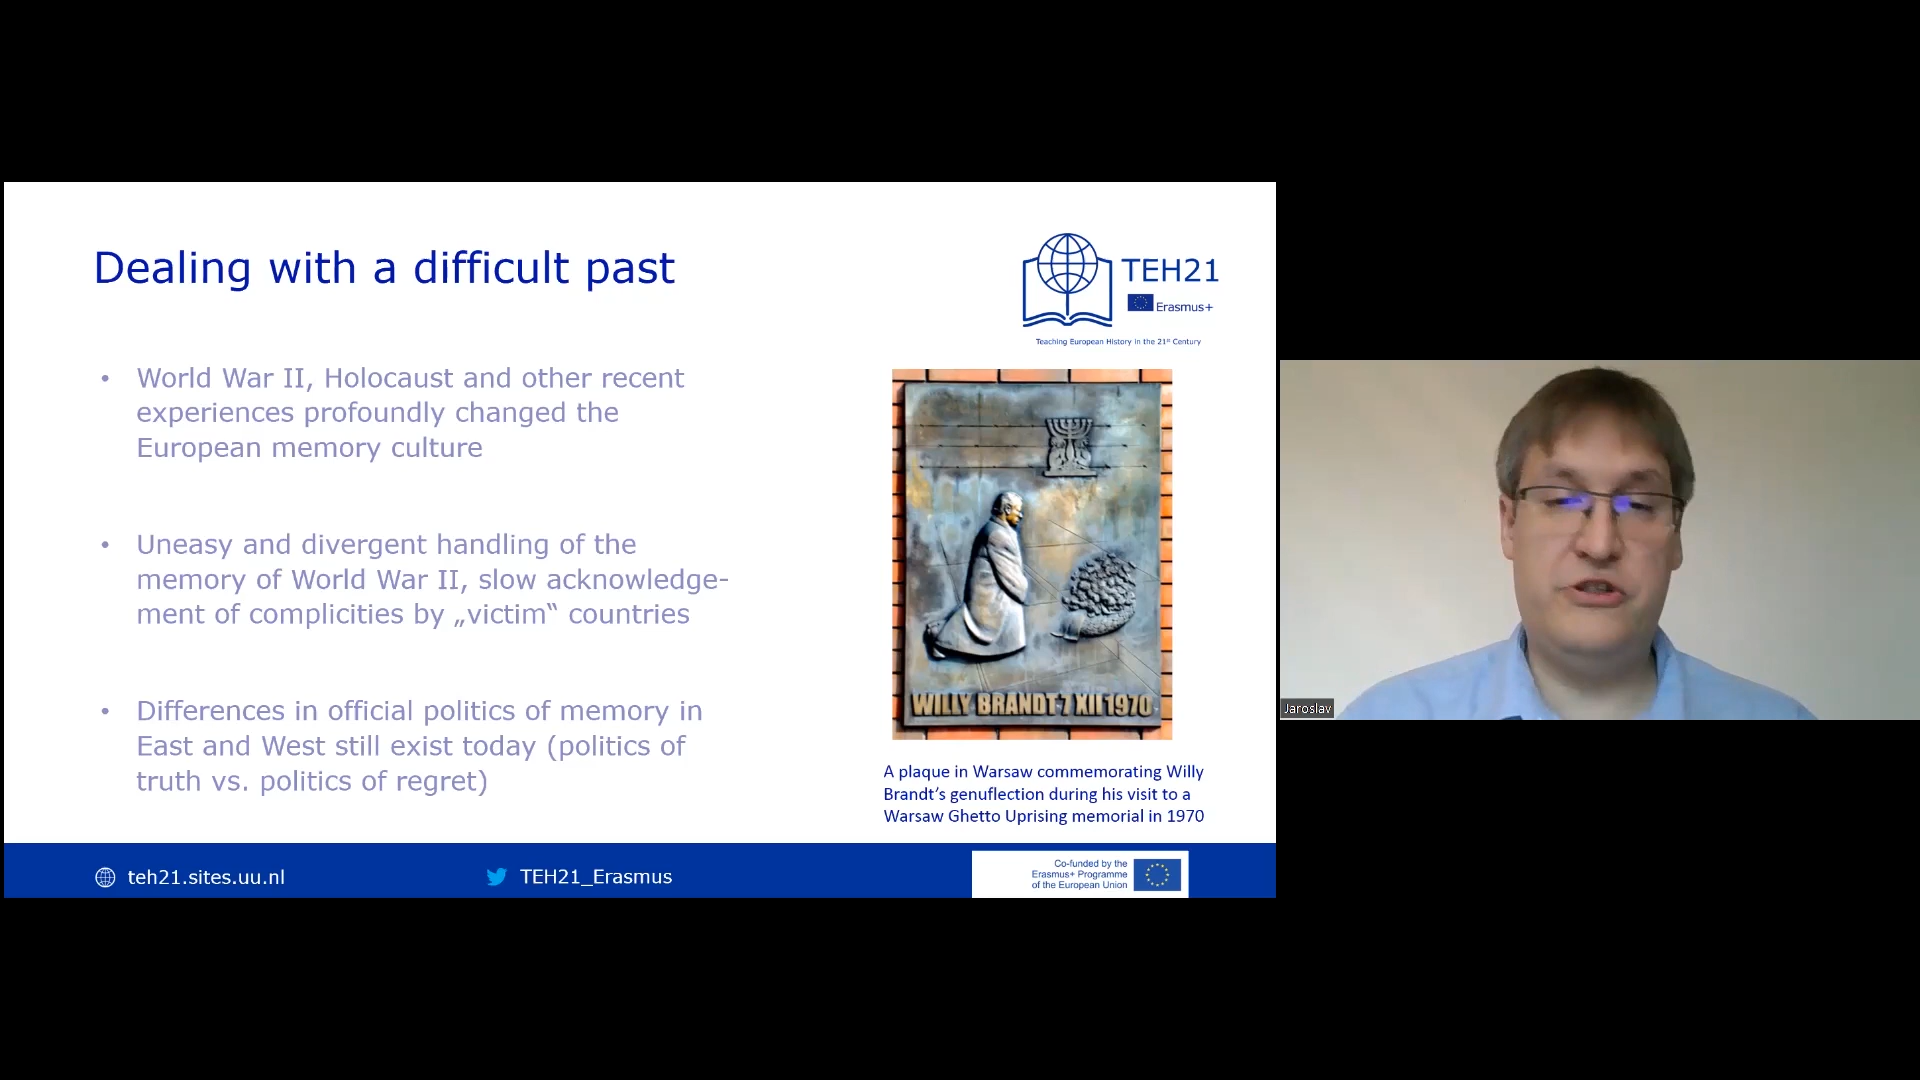 Dealing with a difficult past
TEH21
Erasmus+
Teaching European History in the 21st Century
• World War II, Holocaust and other recent
experiences profoundly changed the
European memory culture
• Uneasy and divergent handling of the
memory of World War II, slow acknowledge-
ment of complicities by „victim“ countries
• Differences in official politics of memory in
East and West still exist today (politics of
truth vs. politics of regret)
WILLY BRANDT 7 XII 1970
A plaque in Warsaw commemorating Willy
Brandt’s genuflection during his visit to a
Warsaw Ghetto Uprising memorial in 1970
teh21.sites.uu.nl
TEH21_Erasmus
Co-funded by the
Erasmus+ Programme
of the European Union
Jaroslav